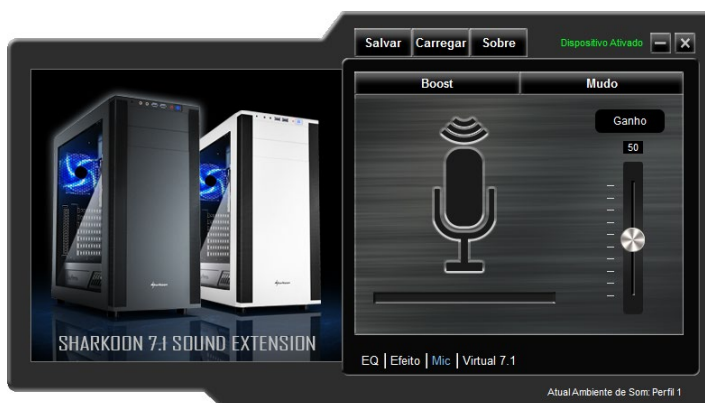 Salvar Carregar Sobre Dispositivo Ativado
Boost Mudo
Ganho
50
SHARKOON 7.1 SOUND EXTENSION
EQ | Efeito | Mic | Virtual 7.1
Atual Ambiente de Som: Perfil 1